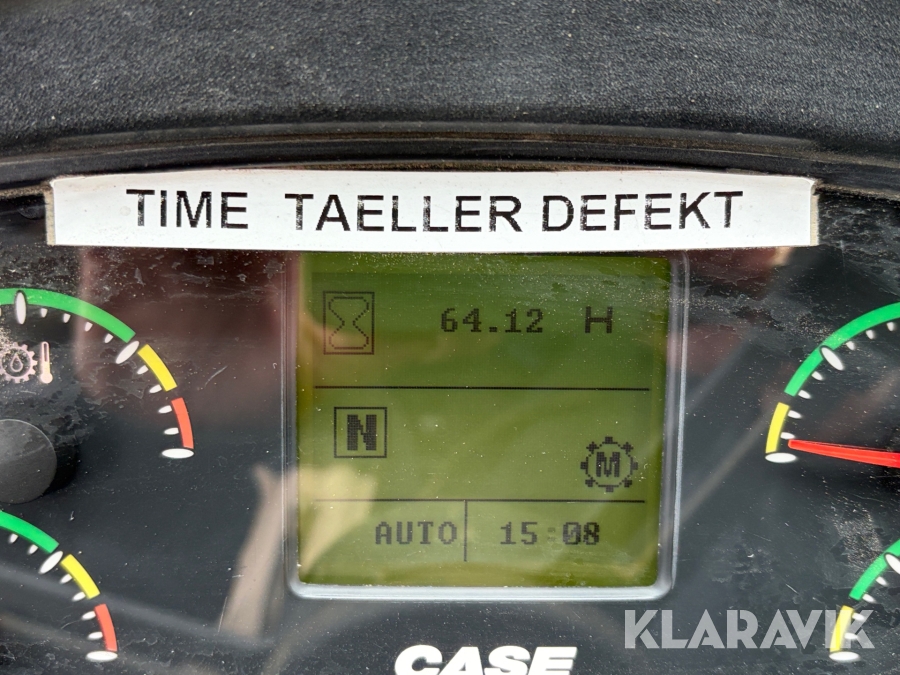 TIME TAELLER DEFEKT
64.12 H
N
M
AUTO 15:08
CASE
KLARAVIK